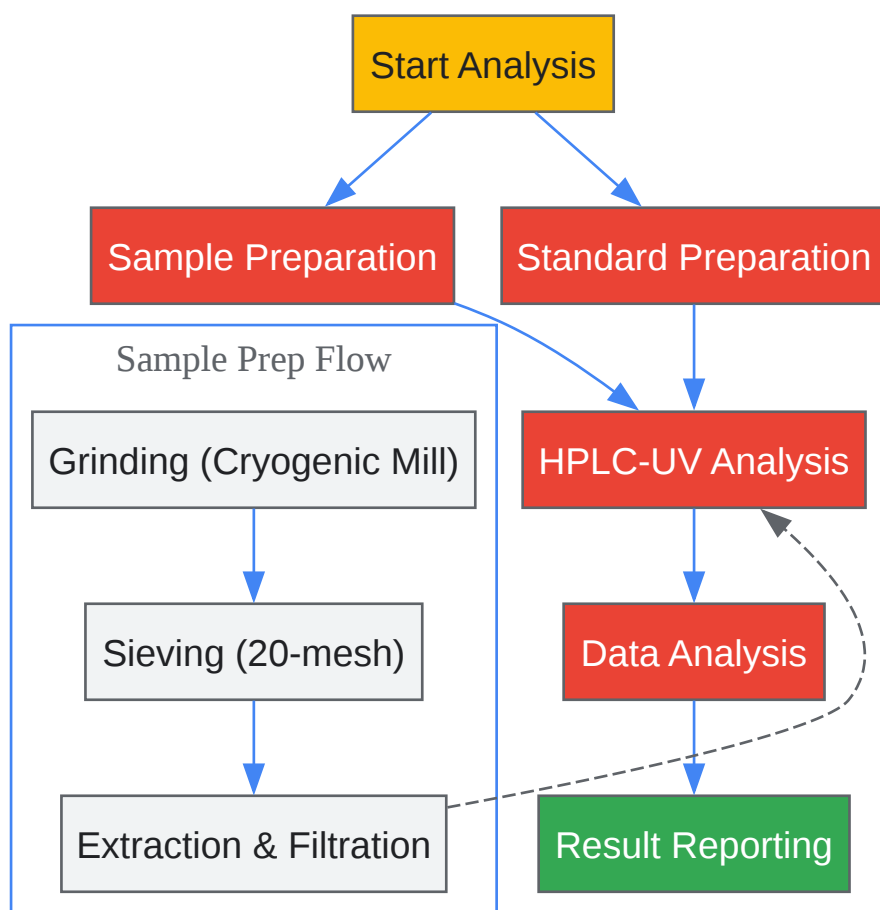 Start Analysis
Sample Preparation
Standard Preparation
Sample Prep Flow
Grinding (Cryogenic Mill)
HPLC-UV Analysis
Sieving (20-mesh)
Data Analysis
Extraction & Filtration
Result Reporting